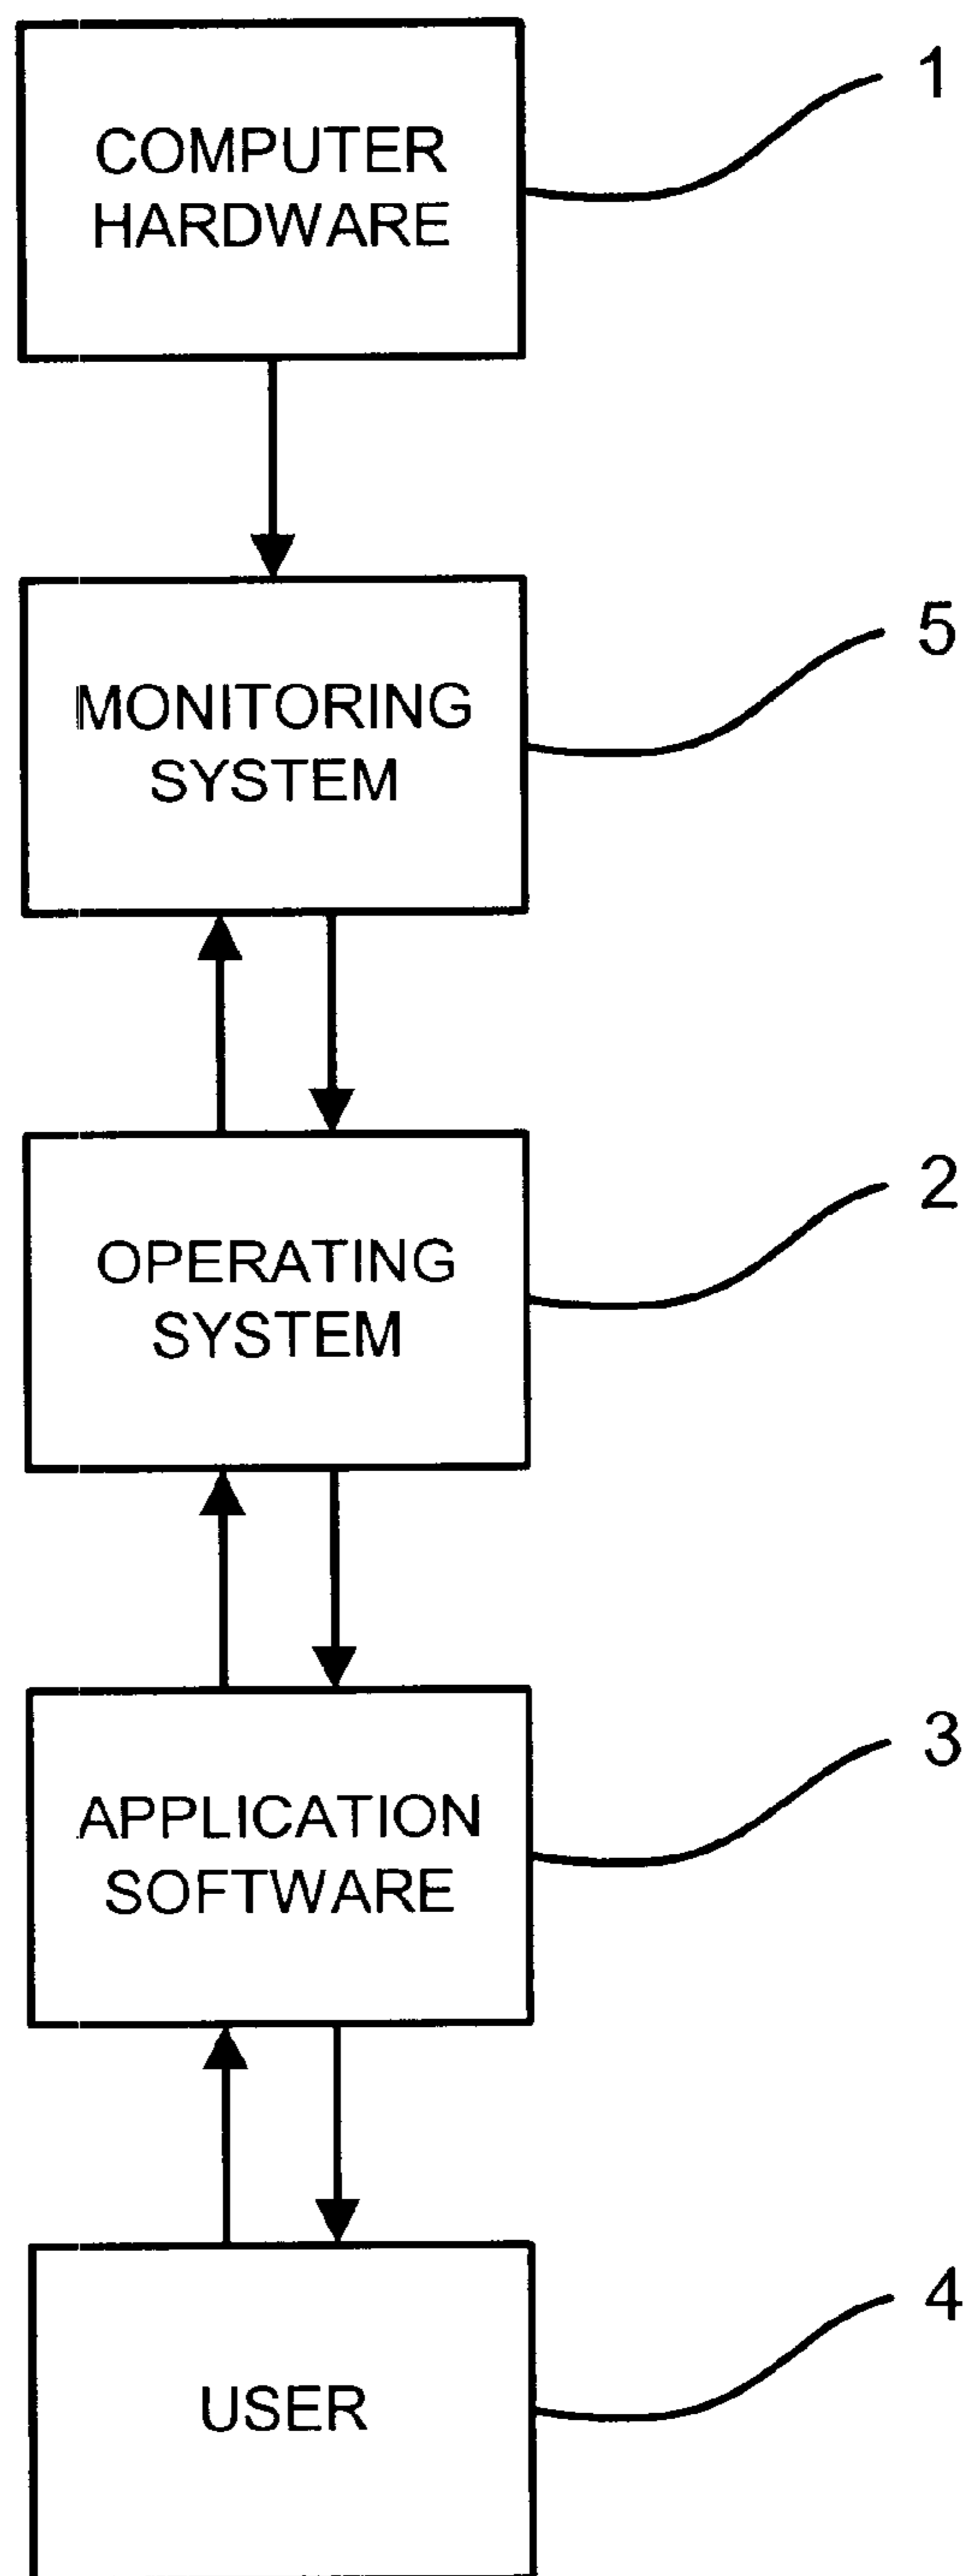 COMPUTER
HARDWARE
1
MONITORING
SYSTEM
5
OPERATING
SYSTEM
2
APPLICATION
SOFTWARE
3
USER
4